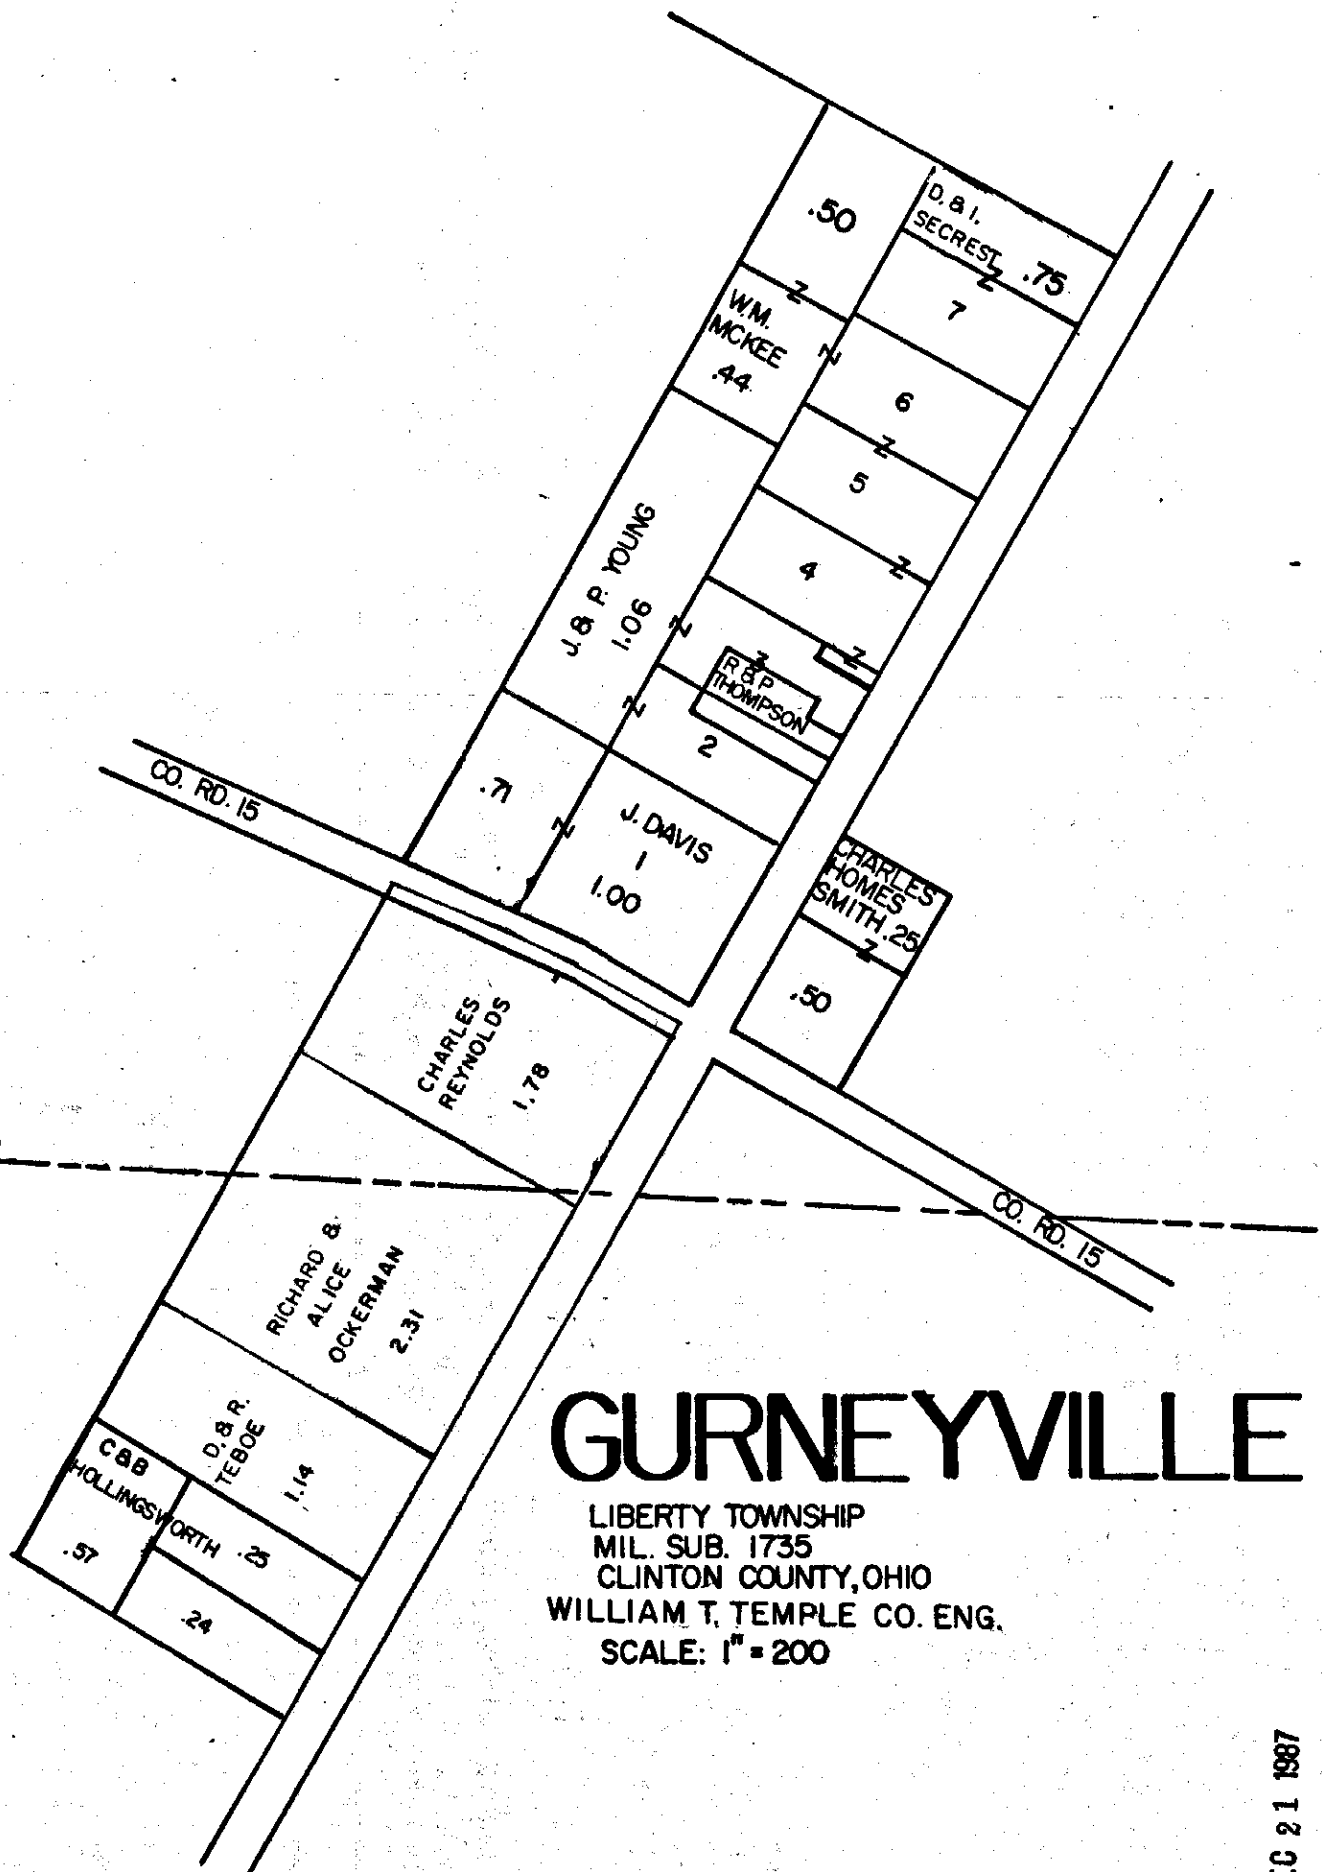 .50
D. & I.
SECREST .75
7
W.M.
MCKEE
.44
6
5
4
J. & P. YOUNG
1.06
R & P
THOMPSON
2
CO. RD. 15
.71
J. DAVIS
1
1.00
CHARLES
HOMES
SMITH .25
.50
CHARLES
REYNOLDS
1.78
CO. RD. 15
RICHARD &
ALICE
OCKERMAN
2.31
D. & R.
TEBOE
1.14
C & B
HOLLINGSWORTH .25
.57
.24
GURNEYVILLE
LIBERTY TOWNSHIP
MIL. SUB. 1735
CLINTON COUNTY, OHIO
WILLIAM T. TEMPLE CO. ENG.
SCALE: 1" = 200
C 21 1987